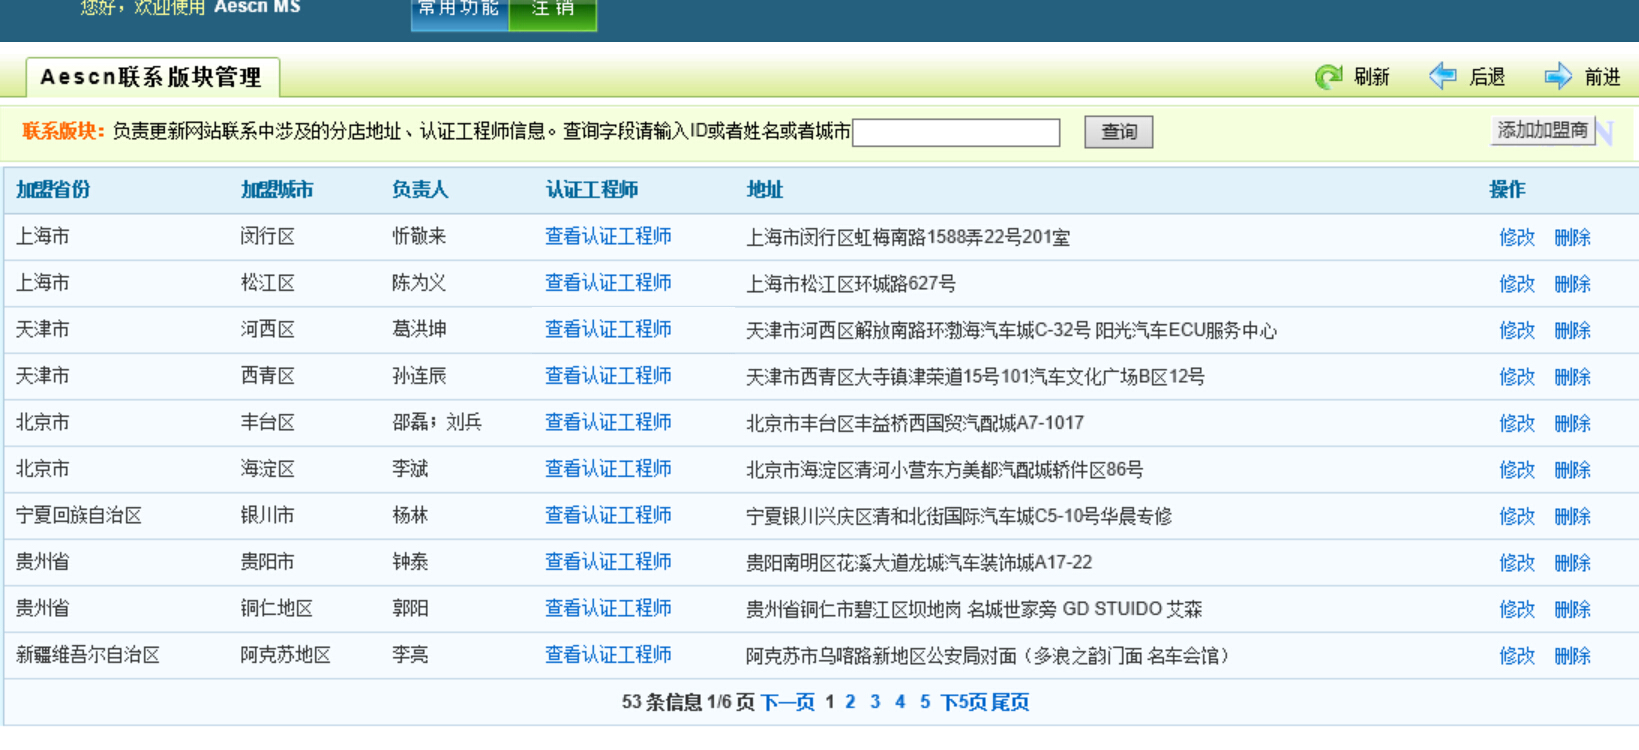 您好，欢迎使用 Aescn MS 常用功能 注 销
Aescn联系版块管理 刷新 后退 前进
联系版块：负责更新网站联系中涉及的分店地址、认证工程师信息。查询字段请输入ID或者姓名或者城市 查询 添加加盟商 N
加盟省份 加盟城市 负责人 认证工程师 地址 操作
上海市 闵行区 忻敬来 查看认证工程师 上海市闵行区虹梅南路1588弄22号201室 修改 删除
上海市 松江区 陈为义 查看认证工程师 上海市松江区环城路627号 修改 删除
天津市 河西区 葛洪坤 查看认证工程师 天津市河西区解放南路环渤海汽车城C-32号 阳光汽车ECU服务中心 修改 删除
天津市 西青区 孙连辰 查看认证工程师 天津市西青区大寺镇津荣道15号101汽车文化广场B区12号 修改 删除
北京市 丰台区 邵磊；刘兵 查看认证工程师 北京市丰台区丰益桥西国贸汽配城A7-1017 修改 删除
北京市 海淀区 李斌 查看认证工程师 北京市海淀区清河小营东方美都汽配城轿件区86号 修改 删除
宁夏回族自治区 银川市 杨林 查看认证工程师 宁夏银川兴庆区清和北街国际汽车城C5-10号华晨专修 修改 删除
贵州省 贵阳市 钟泰 查看认证工程师 贵阳南明区花溪大道龙城汽车装饰城A17-22 修改 删除
贵州省 铜仁地区 郭阳 查看认证工程师 贵州省铜仁市碧江区坝地岗 名城世家旁 GD STUIDO 艾森 修改 删除
新疆维吾尔自治区 阿克苏地区 李亮 查看认证工程师 阿克苏市乌喀路新地区公安局对面（多浪之韵门面 名车会馆） 修改 删除
53 条信息 1/6 页 下一页 1 2 3 4 5 下5页 尾页